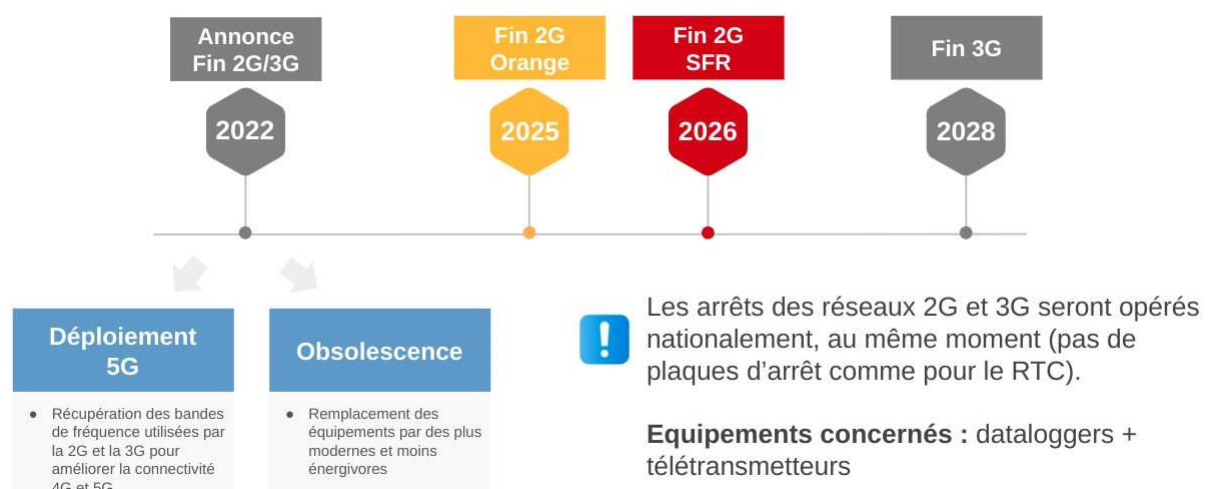 Annonce
Fin 2G/3G
Fin 2G
Orange
Fin 2G
SFR
Fin 3G
2022
2025
2026
2028
Déploiement
5G
● Récupération des bandes
de fréquence utilisées par
la 2G et la 3G pour
améliorer la connectivité
4G et 5G
Obsolescence
● Remplacement des
équipements par des plus
modernes et moins
énergivores
Les arrêts des réseaux 2G et 3G seront opérés
nationalement, au même moment (pas de
plaques d’arrêt comme pour le RTC).
Equipements concernés : dataloggers +
télétransmetteurs